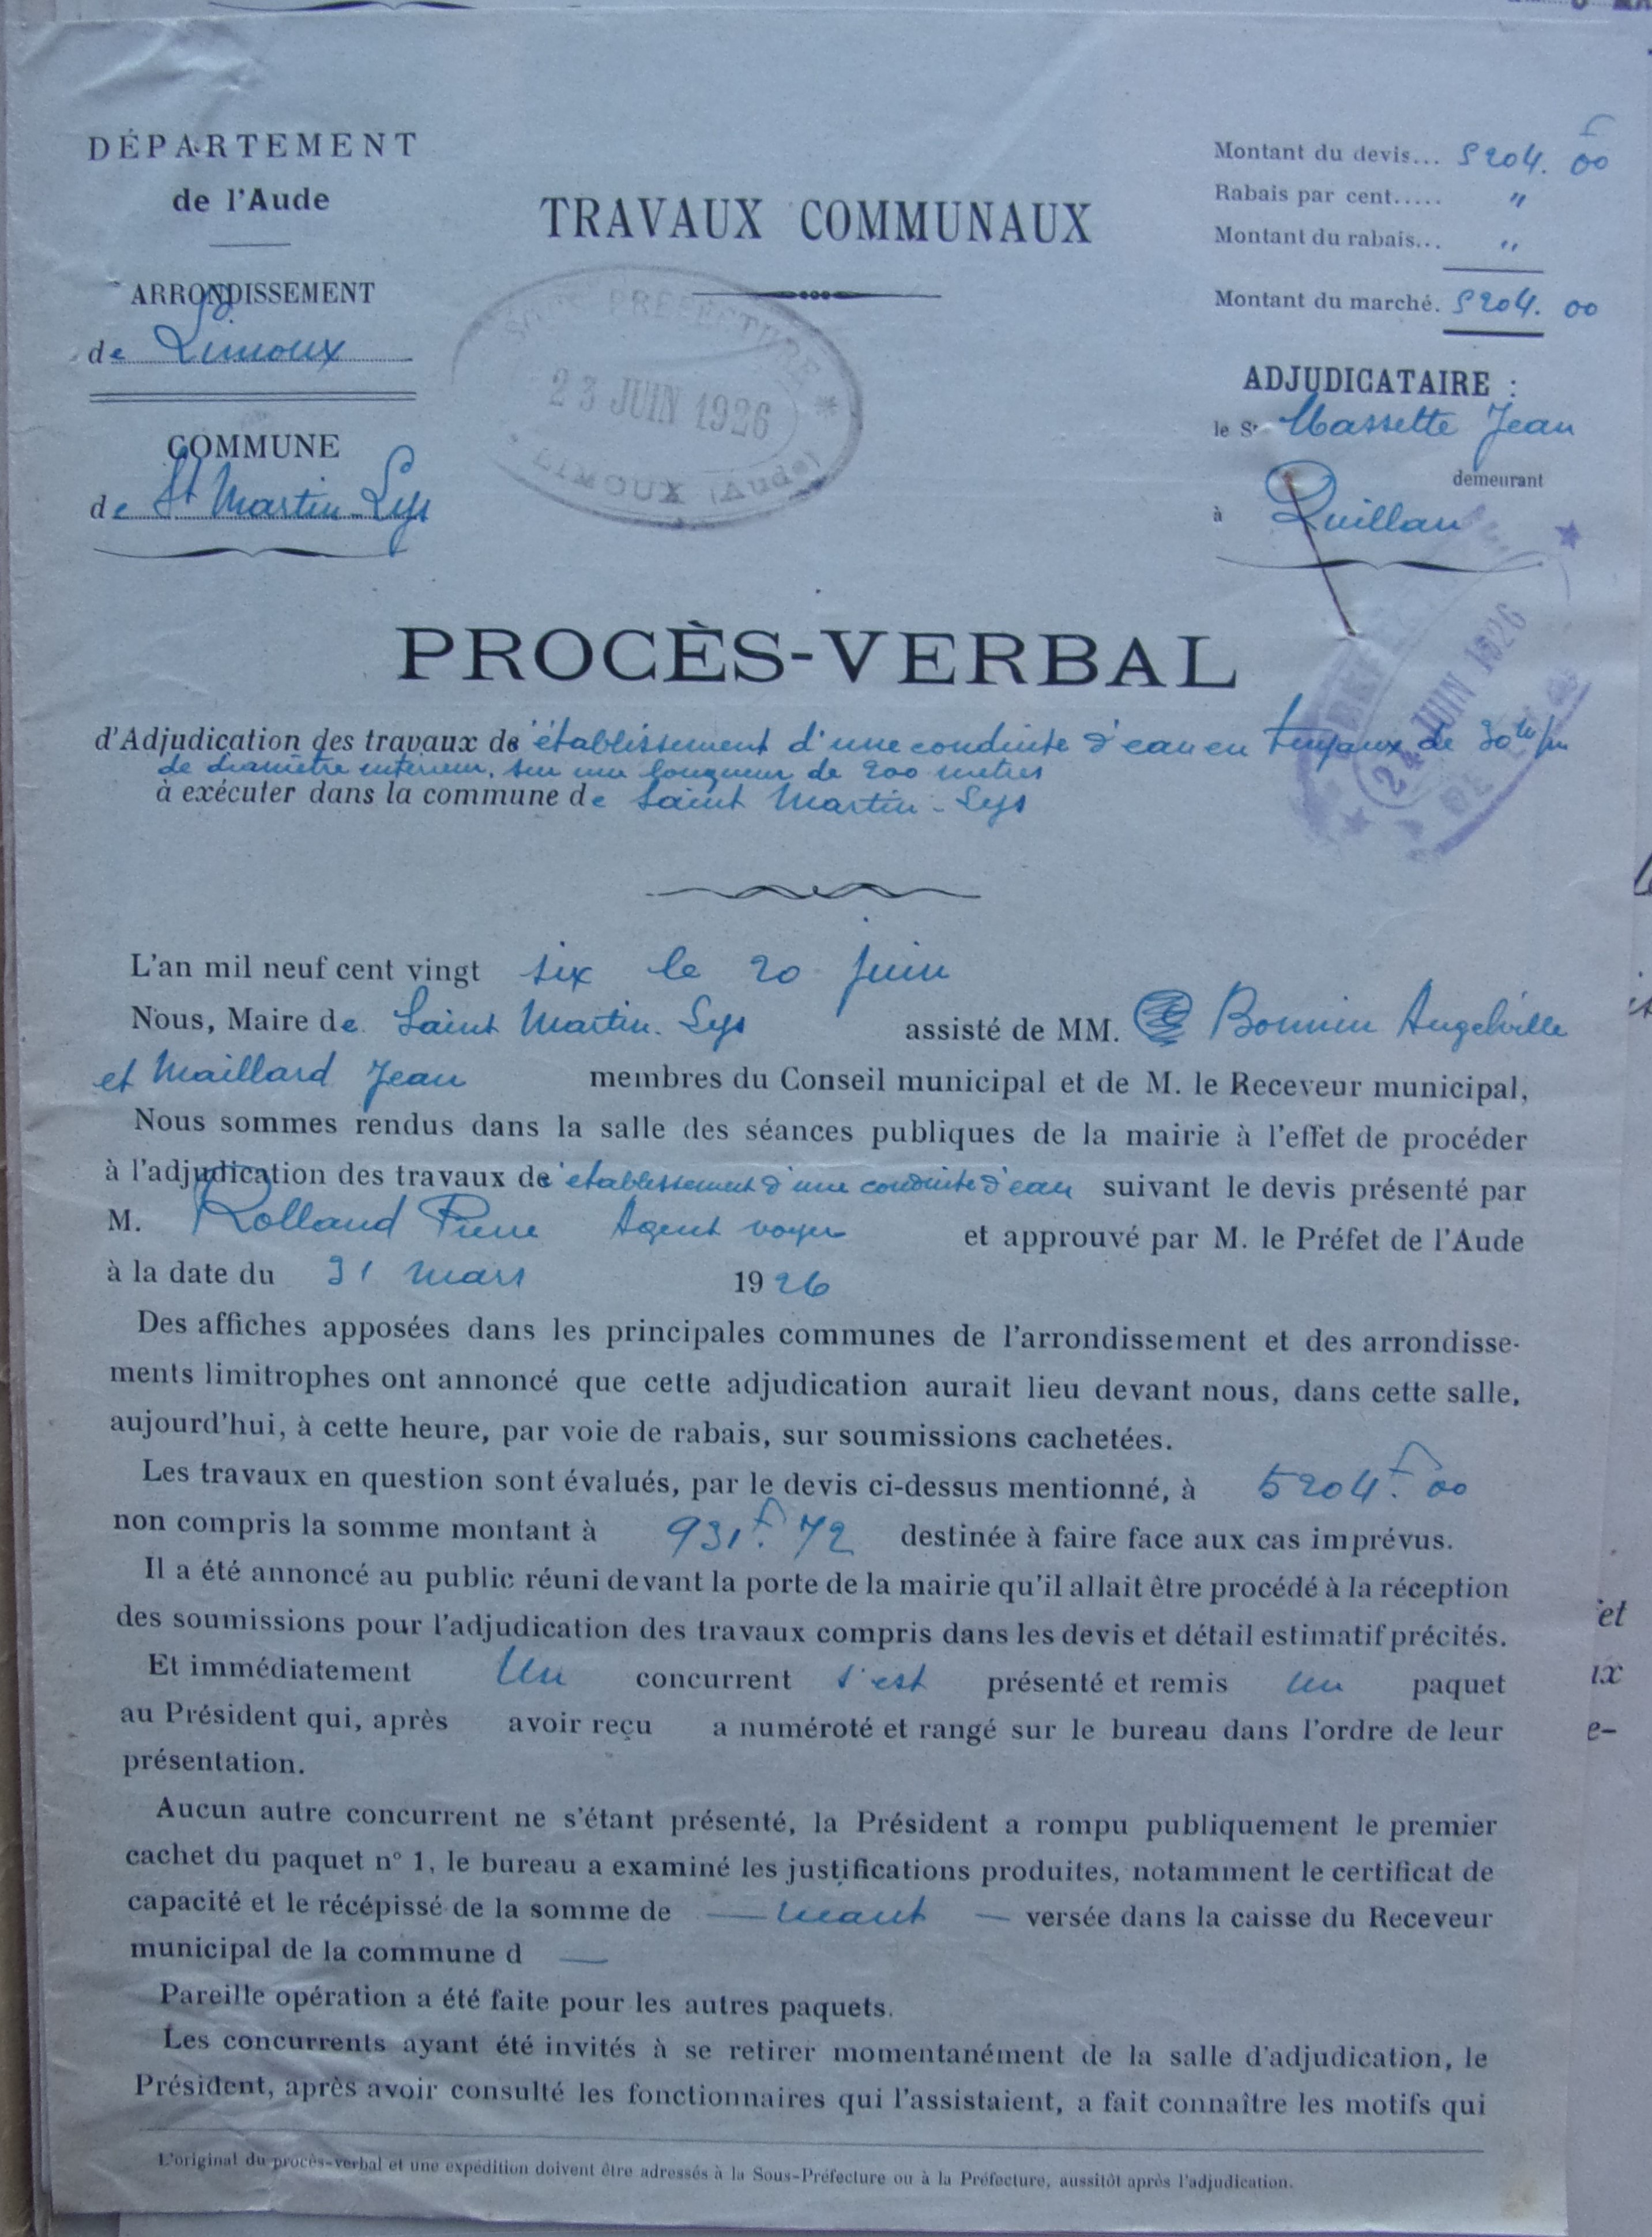 DÉPARTEMENT
de l'Aude
ARRONDISSEMENT
de Limoux
COMMUNE
de St Martin-Lys
TRAVAUX COMMUNAUX
SOUS PRÉFECTURE *
23 JUIN 1926
LIMOUX (Aude)
Montant du devis... 5204.f 00
Rabais par cent..... "
Montant du rabais... "
Montant du marché. 5204. 00
ADJUDICATAIRE :
le Sr Massette Jean
demeurant
à Quillan
24 JUIN 1926
DE L'AUDE
PROCÈS-VERBAL
d'Adjudication des travaux de l'établissement d'une conduite d'eau en tuyaux de 30 m/m
de diamètre intérieur, sur une longueur de 200 mètres
à exécuter dans la commune de Saint Martin-Lys
L'an mil neuf cent vingt six le 20 juin
Nous, Maire de Saint Martin-Lys assisté de MM. Bonnin
et Maillard Jean membres du Conseil municipal et de M. le Receveur municipal,
Nous sommes rendus dans la salle des séances publiques de la mairie à l'effet de procéder
à l'adjudication des travaux de l'établissement d'une conduite d'eau suivant le devis présenté par
M. Rolland Pierre Agent voyer et approuvé par M. le Préfet de l'Aude
à la date du 31 mars 1926
Des affiches apposées dans les principales communes de l'arrondissement et des arrondisse-
ments limitrophes ont annoncé que cette adjudication aurait lieu devant nous, dans cette salle,
aujourd'hui, à cette heure, par voie de rabais, sur soumissions cachetées.
Les travaux en question sont évalués, par le devis ci-dessus mentionné, à 5204f. 00
non compris la somme montant à 931f. 72 destinée à faire face aux cas imprévus.
Il a été annoncé au public réuni devant la porte de la mairie qu'il allait être procédé à la réception
des soumissions pour l'adjudication des travaux compris dans les devis et détail estimatif précités.
Et immédiatement Un concurrent s'est présenté et remis un paquet
au Président qui, après avoir reçu a numéroté et rangé sur le bureau dans l'ordre de leur
présentation.
Aucun autre concurrent ne s'étant présenté, la Président a rompu publiquement le premier
cachet du paquet n° 1, le bureau a examiné les justifications produites, notamment le certificat de
capacité et le récépissé de la somme de — néant — versée dans la caisse du Receveur
municipal de la commune d —
Pareille opération a été faite pour les autres paquets.
Les concurrents ayant été invités à se retirer momentanément de la salle d'adjudication, le
Président, après avoir consulté les fonctionnaires qui l'assistaient, a fait connaître les motifs qui
L'original du procès-verbal et une expédition doivent être adressés à la Sous-Préfecture ou à la Préfecture, aussitôt après l'adjudication.